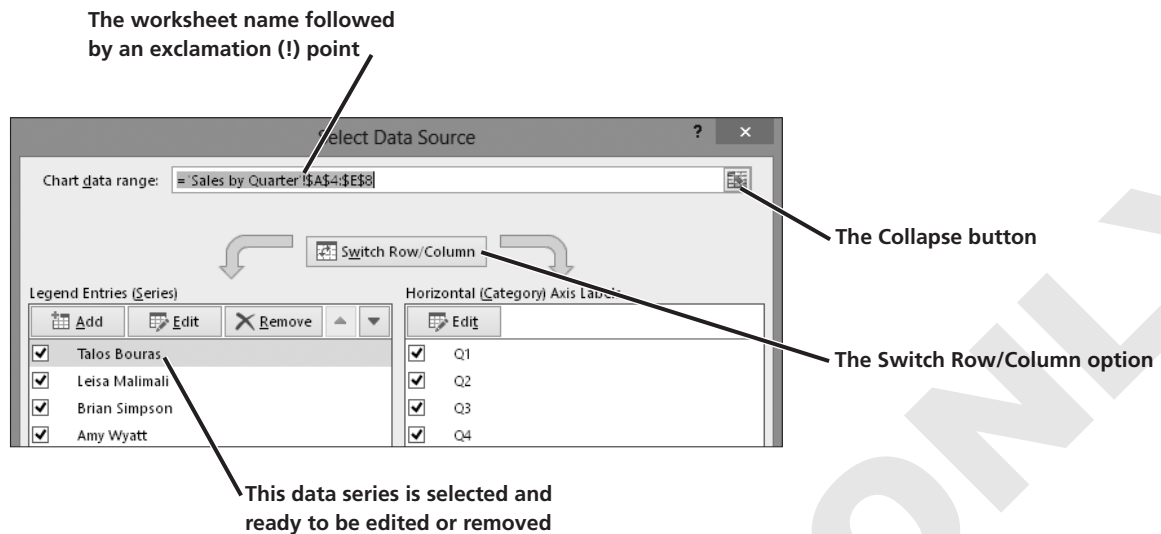 The worksheet name followed
by an exclamation (!) point
Select Data Source
? ×
Chart data range: ='Sales by Quarter'!$A$4:$E$8
The Collapse button
Switch Row/Column
Legend Entries (Series)
Horizontal (Category) Axis Labels
Add Edit Remove
Edit
Talos Bouras
Q1
The Switch Row/Column option
Leisa Malimali
Q2
Brian Simpson
Q3
Amy Wyatt
Q4
This data series is selected and
ready to be edited or removed
ONLY